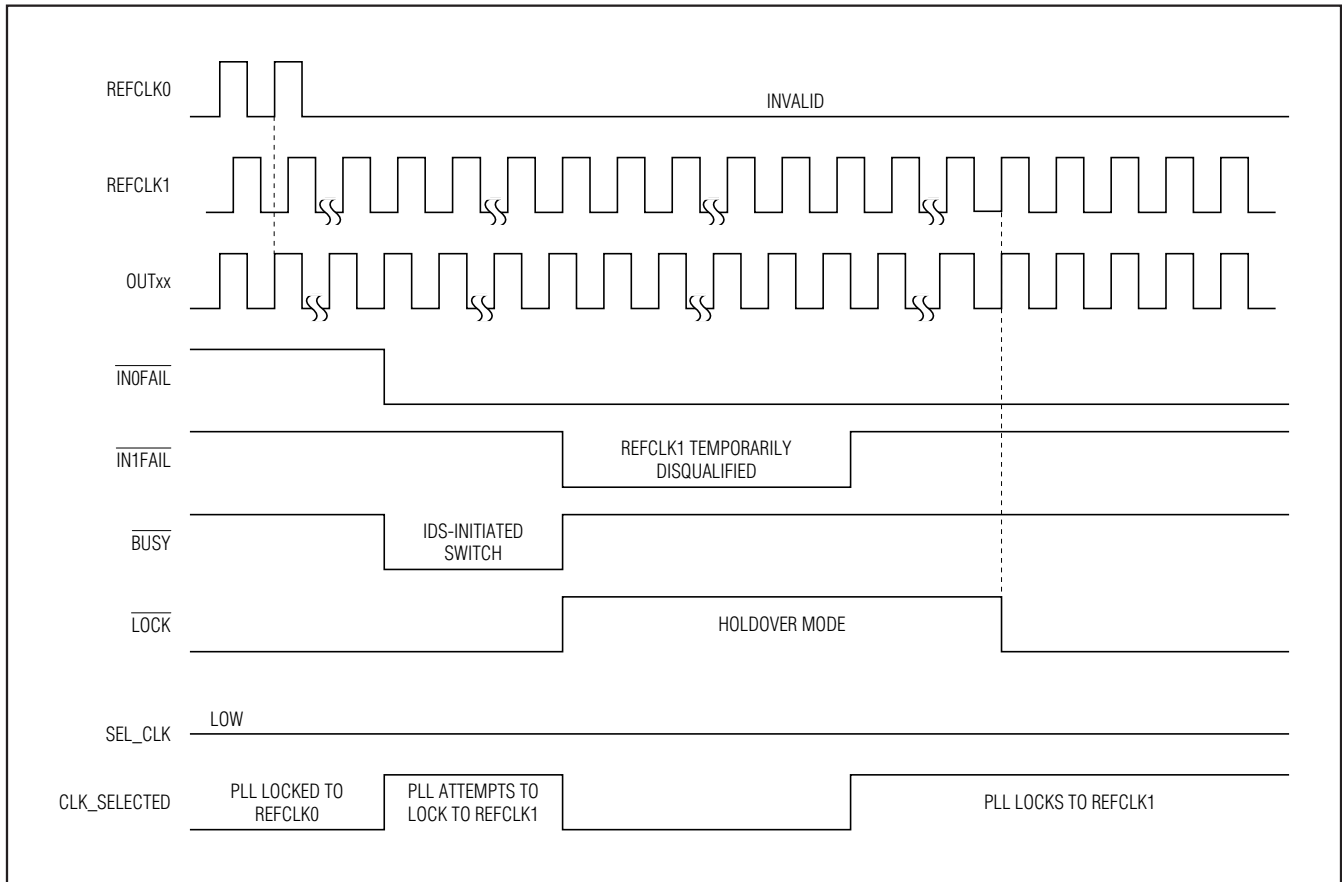 REFCLK0
INVALID
REFCLK1
OUTxx
IN0FAIL
IN1FAIL
REFCLK1 TEMPORARILY
DISQUALIFIED
BUSY
IDS-INITIATED
SWITCH
LOCK
HOLDOVER MODE
SEL_CLK
LOW
CLK_SELECTED
PLL LOCKED TO
REFCLK0
PLL ATTEMPTS TO
LOCK TO REFCLK1
PLL LOCKS TO REFCLK1